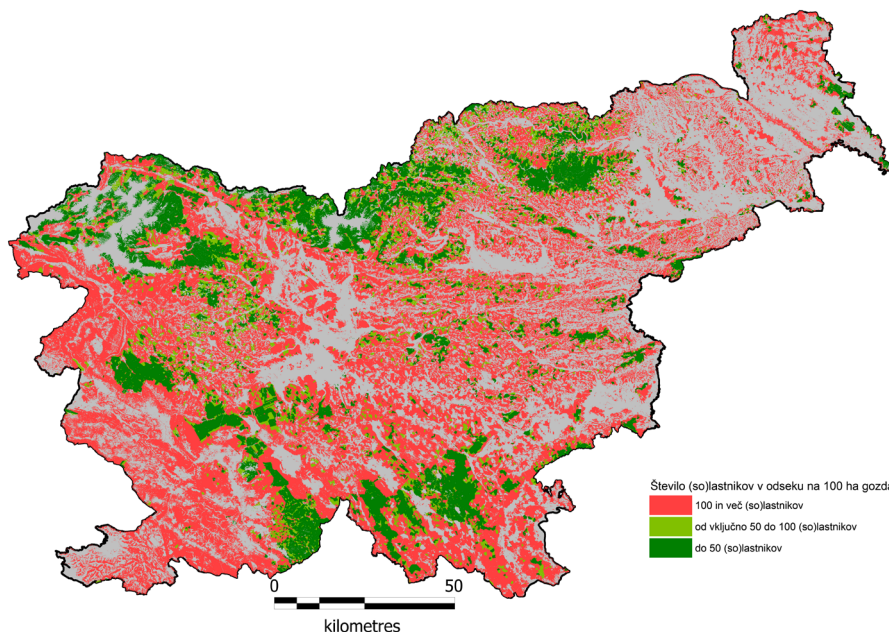 Število (so)lastnikov v odseku na 100 ha gozda
100 in več (so)lastnikov
od vključno 50 do 100 (so)lastnikov
do 50 (so)lastnikov
0 50
kilometres